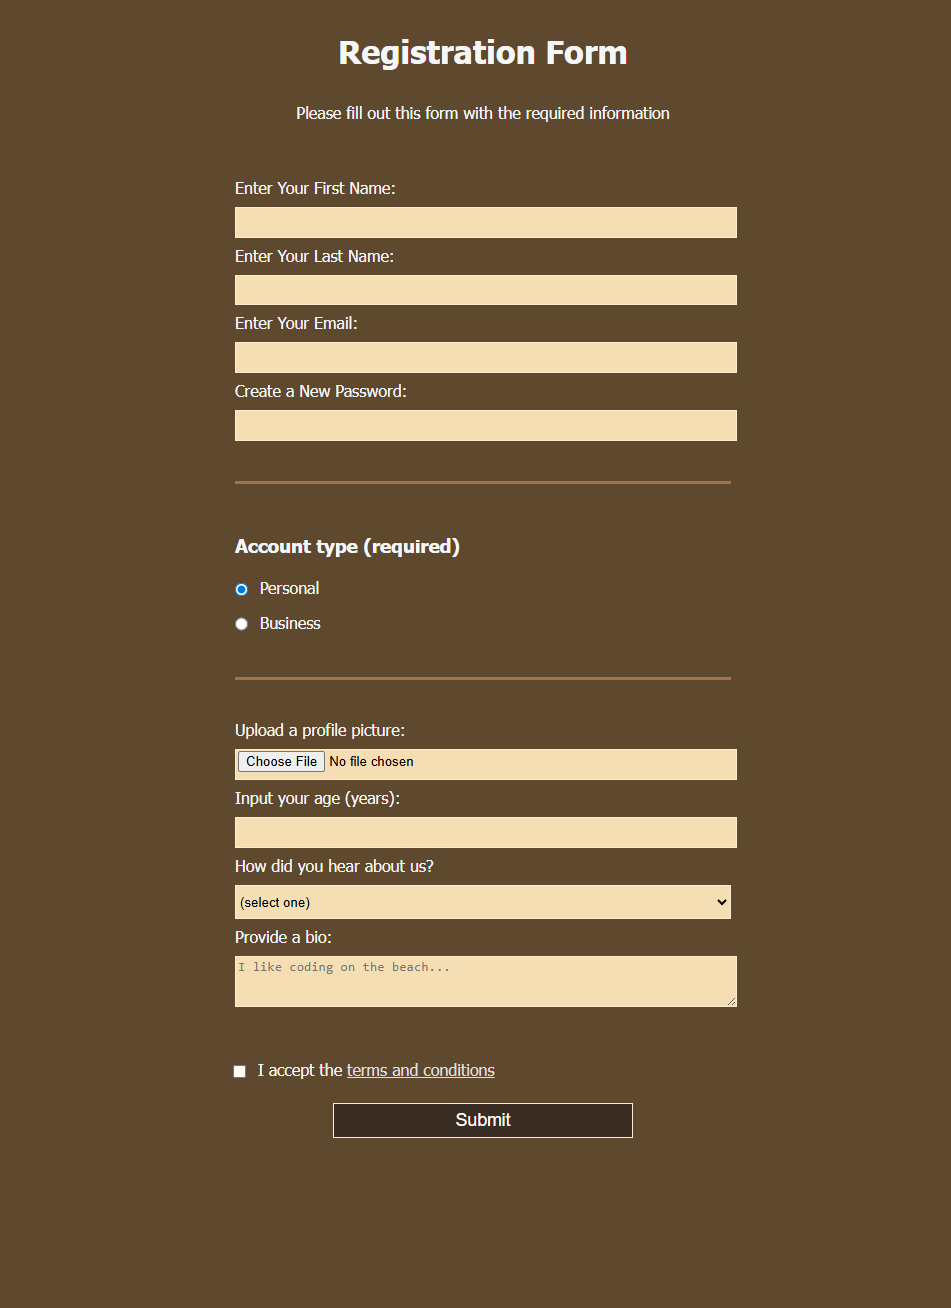 Registration Form
Please fill out this form with the required information
Enter Your First Name:
Enter Your Last Name:
Enter Your Email:
Create a New Password:
Account type (required)
Personal
Business
Upload a profile picture:
Choose File No file chosen
Input your age (years):
How did you hear about us?
(select one)
Provide a bio:
I like coding on the beach...
I accept the terms and conditions
Submit